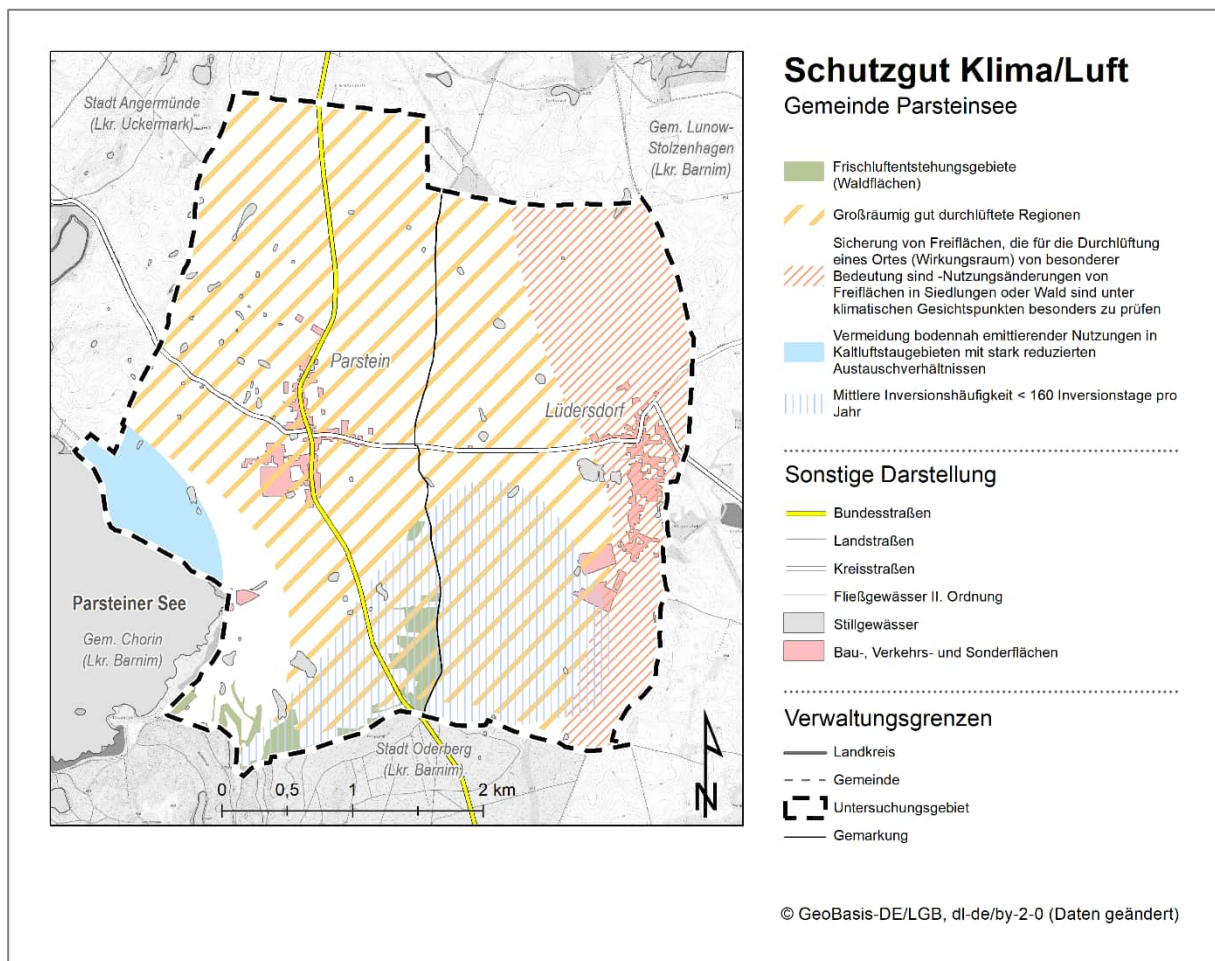 Schutzgut Klima/Luft
Gemeinde Parsteinsee
Frischluftentstehungsgebiete
(Waldflächen)
Großräumig gut durchlüftete Regionen
Sicherung von Freiflächen, die für die Durchlüftung
eines Ortes (Wirkungsraum) von besonderer
Bedeutung sind -Nutzungsänderungen von
Freiflächen in Siedlungen oder Wald sind unter
klimatischen Gesichtspunkten besonders zu prüfen
Vermeidung bodennah emittierender Nutzungen in
Kaltluftstaugebieten mit stark reduzierten
Austauschverhältnissen
Mittlere Inversionshäufigkeit < 160 Inversionstage pro
Jahr
Sonstige Darstellung
Bundesstraßen
Landstraßen
Kreisstraßen
Fließgewässer II. Ordnung
Stillgewässer
Bau-, Verkehrs- und Sonderflächen
Verwaltungsgrenzen
Landkreis
Gemeinde
Untersuchungsgebiet
Gemarkung
© GeoBasis-DE/LGB, dl-de/by-2-0 (Daten geändert)
Stadt Angermünde
(Lkr. Uckermark)
Gem. Lunow-
Stolzenhagen
(Lkr. Barnim)
Parstein
Lüdersdorf
Parsteiner See
Gem. Chorin
(Lkr. Barnim)
Stadt Oderberg
(Lkr. Barnim)
0 0,5 1 2 km
N